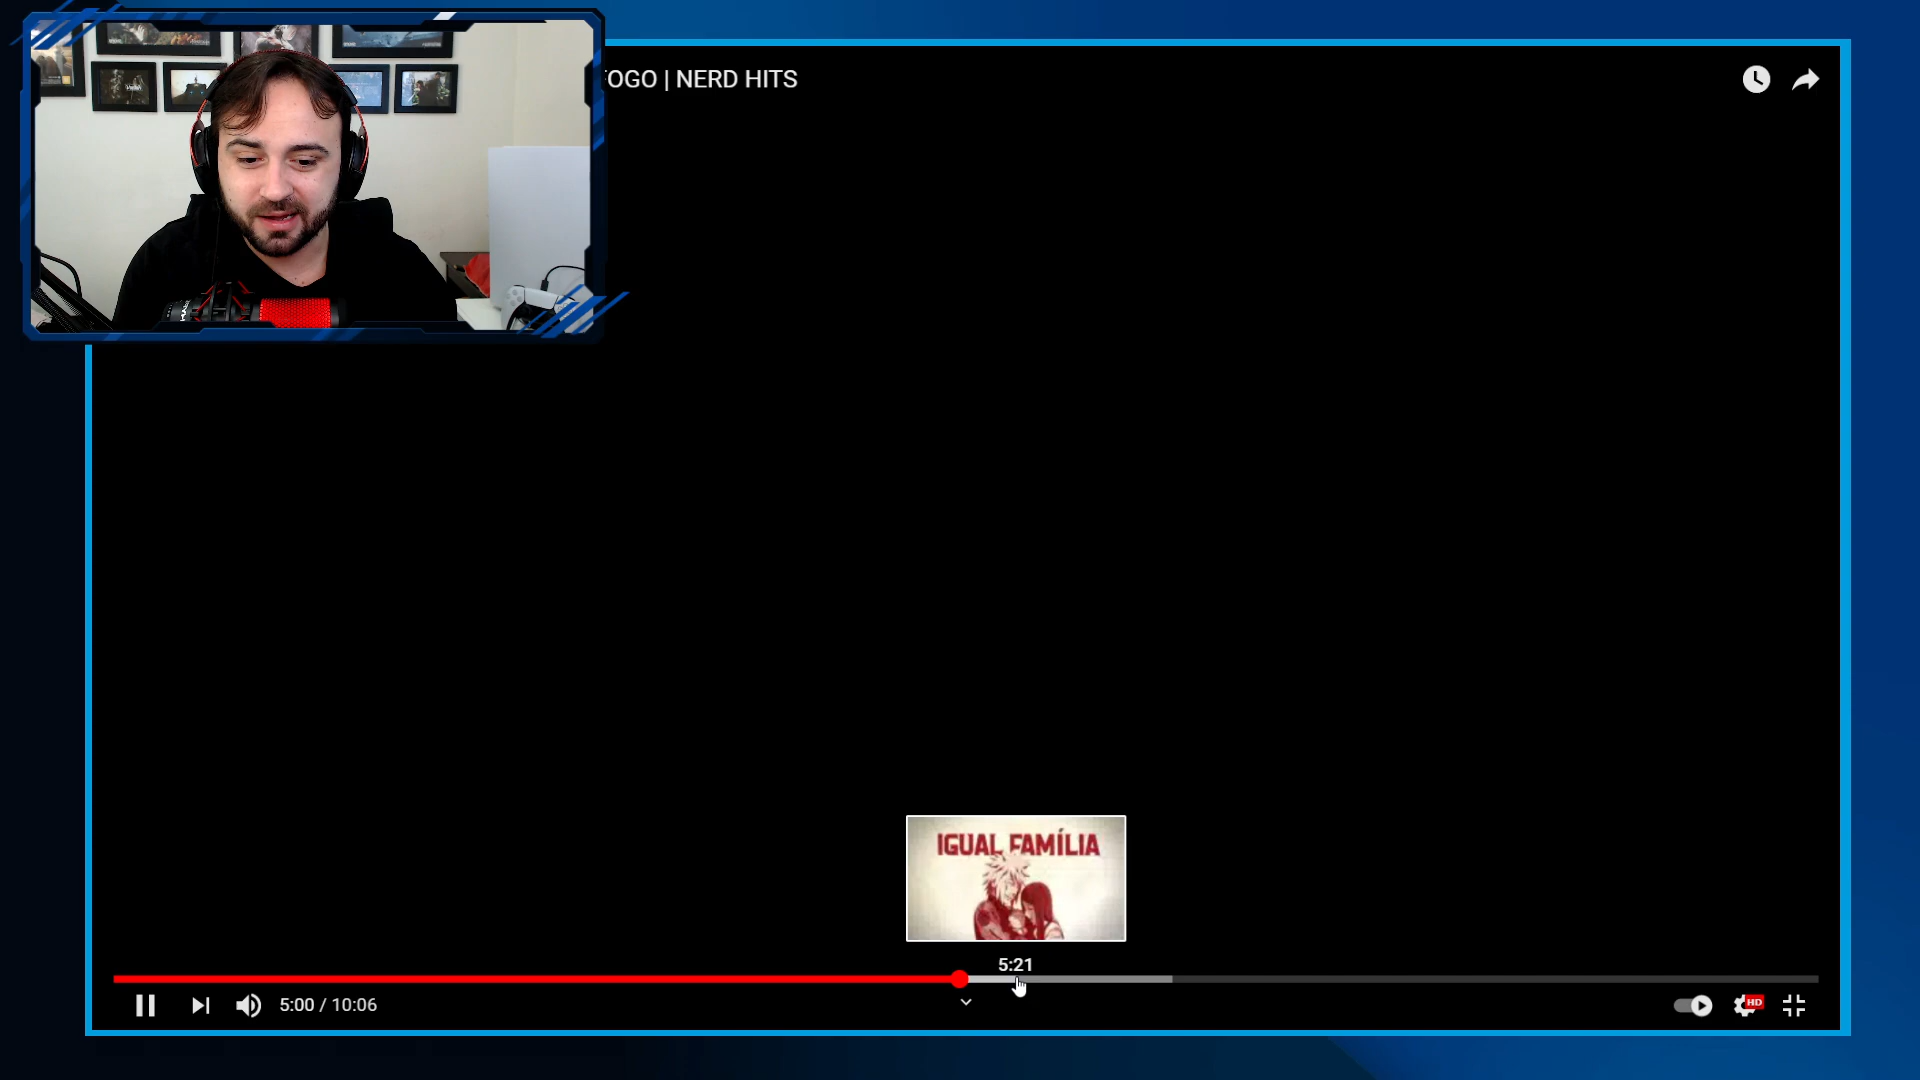 OGO | NERD HITS
IGUAL FAMÍLIA
5:21
5:00 / 10:06
HD